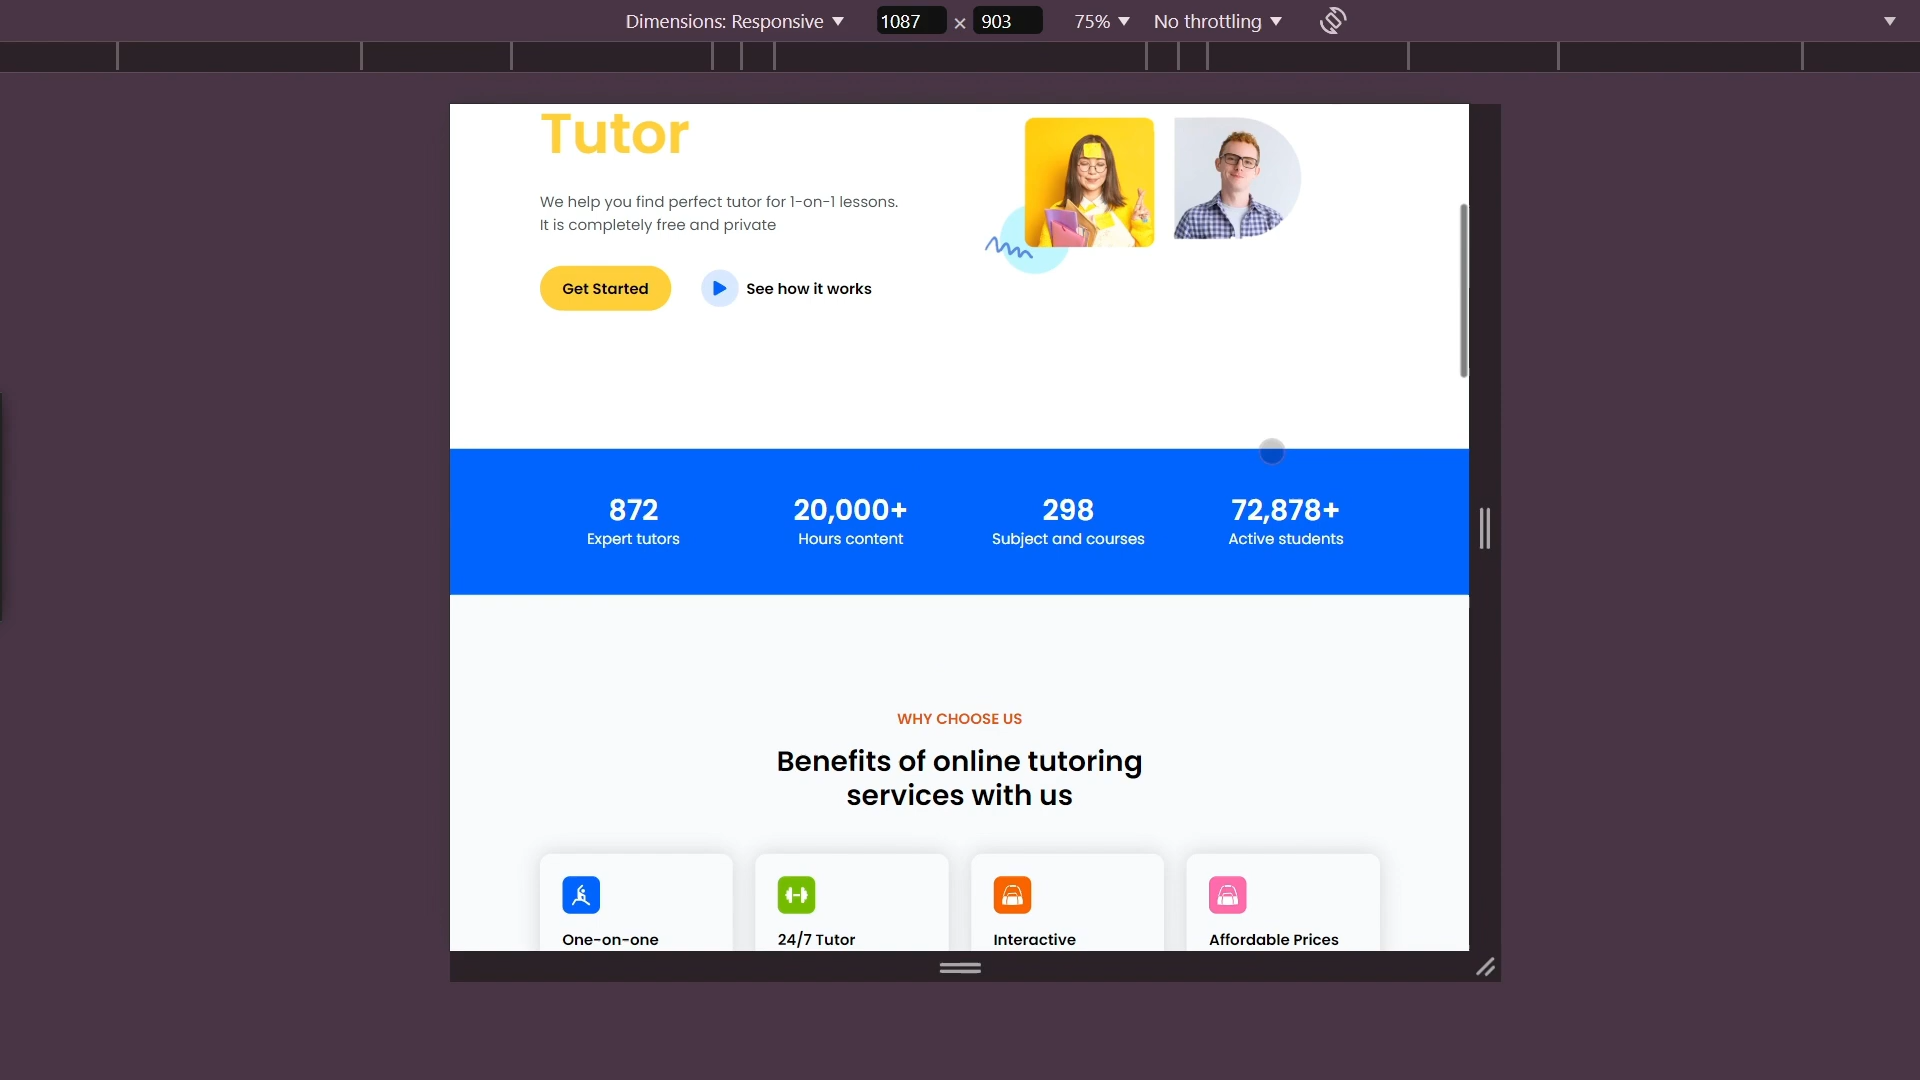 Dimensions: Responsive 1087 × 903 75% No throttling
Tutor
We help you find perfect tutor for 1-on-1 lessons.
It is completely free and private
Get Started See how it works
872 20,000+ 298 72,878+
Expert tutors Hours content Subject and courses Active students
WHY CHOOSE US
Benefits of online tutoring
services with us
One-on-one 24/7 Tutor Interactive Affordable Prices